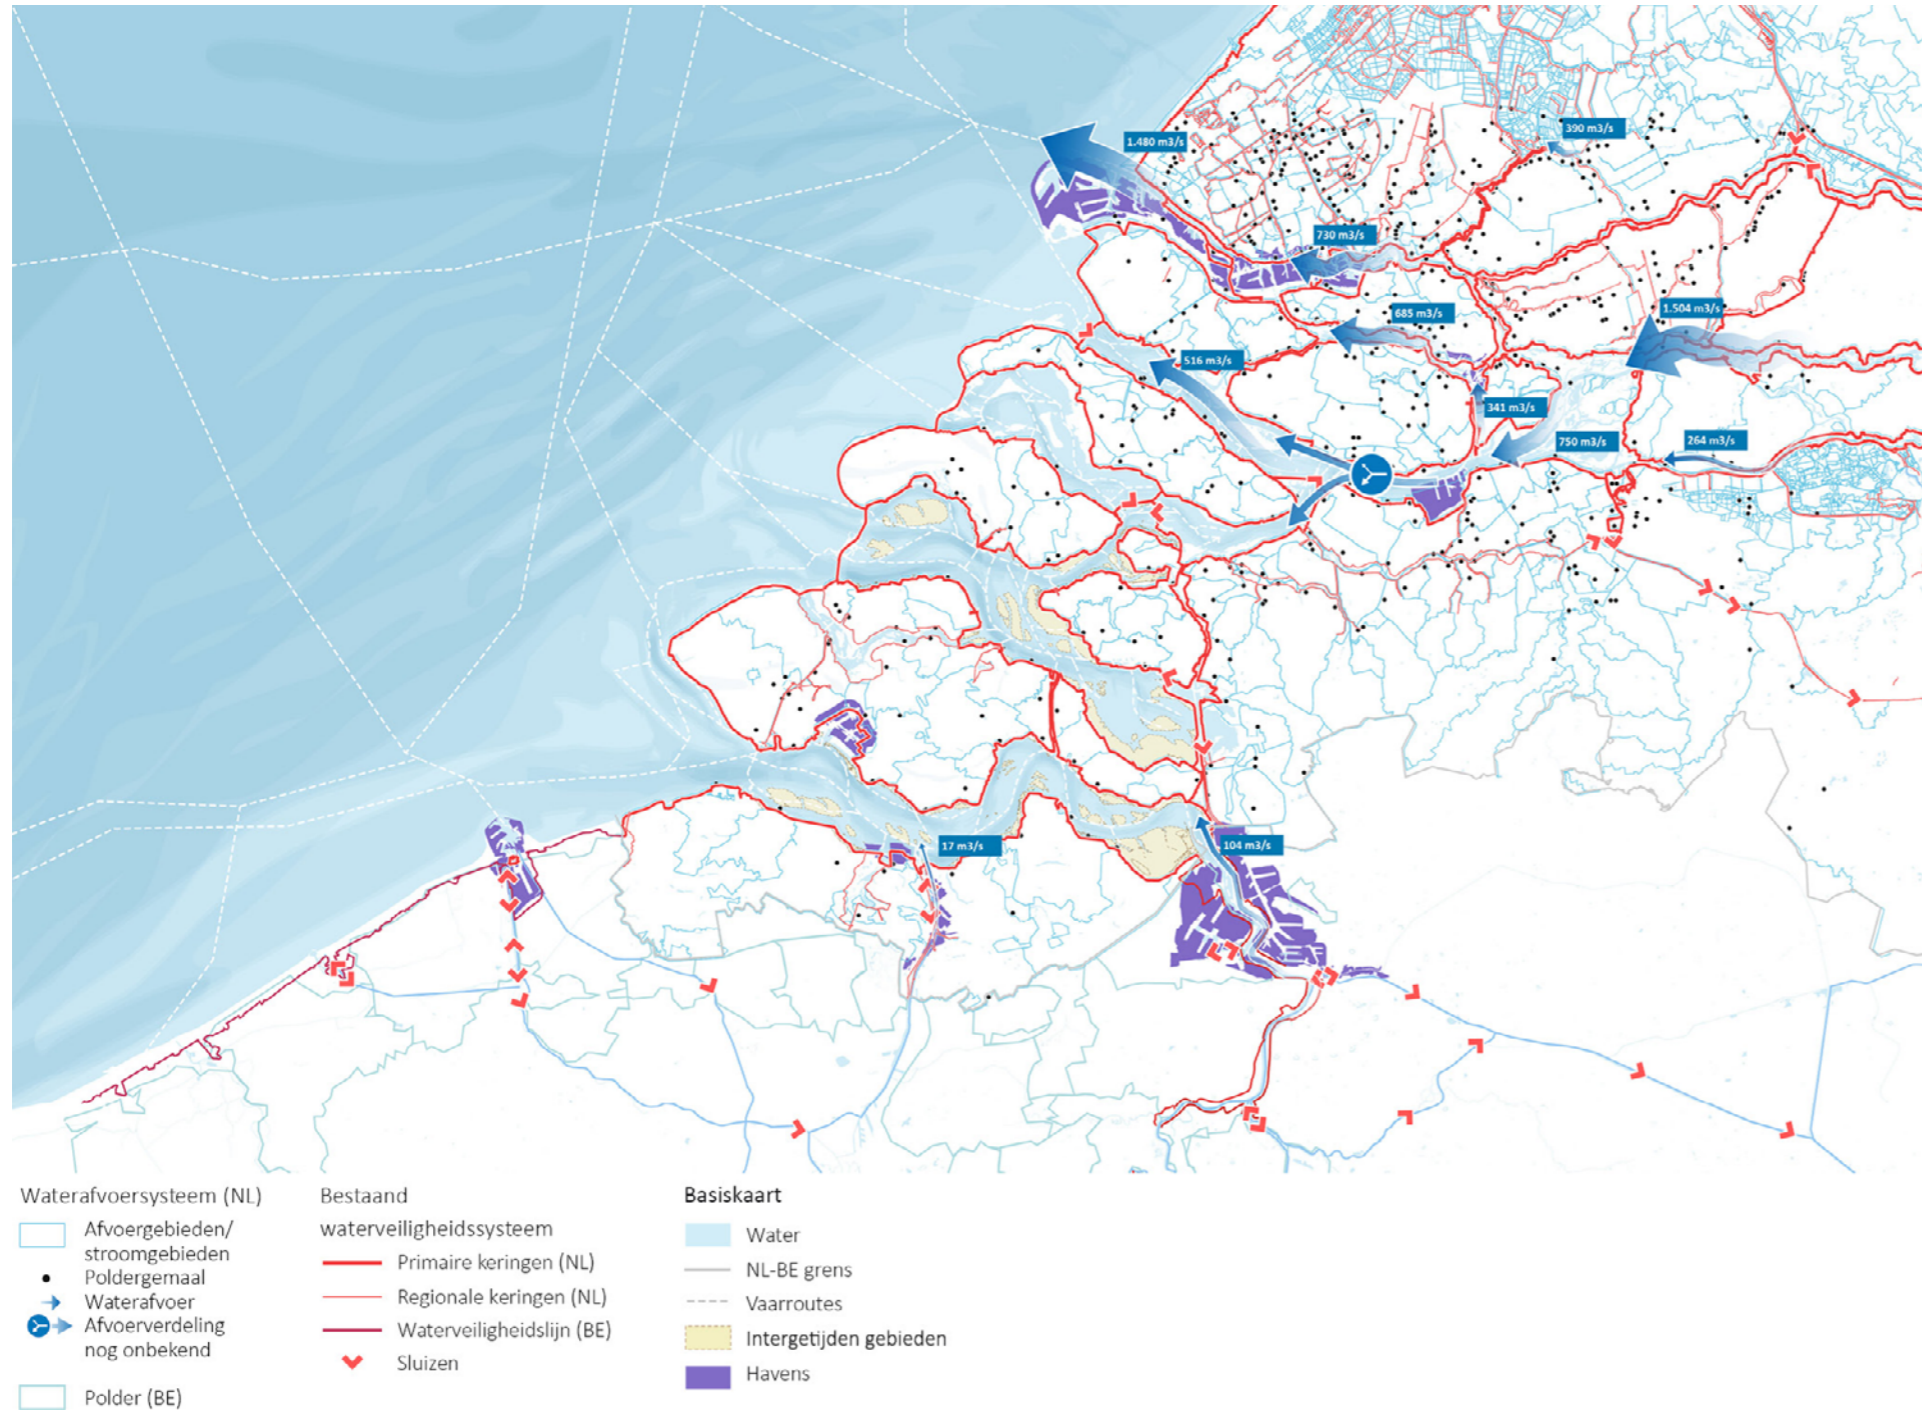 1.480 m3/s
390 m3/s
730 m3/s
685 m3/s
1.504 m3/s
516 m3/s
341 m3/s
750 m3/s
264 m3/s
17 m3/s
104 m3/s
Waterafvoersysteem (NL)
Afvoergebieden/
stroomgebieden
Poldergemaal
Waterafvoer
Afvoerverdeling
nog onbekend
Polder (BE)
Bestaand
waterveiligheidssysteem
Primaire keringen (NL)
Regionale keringen (NL)
Waterveiligheidslijn (BE)
Sluizen
Basiskaart
Water
NL-BE grens
Vaarroutes
Intergetijden gebieden
Havens